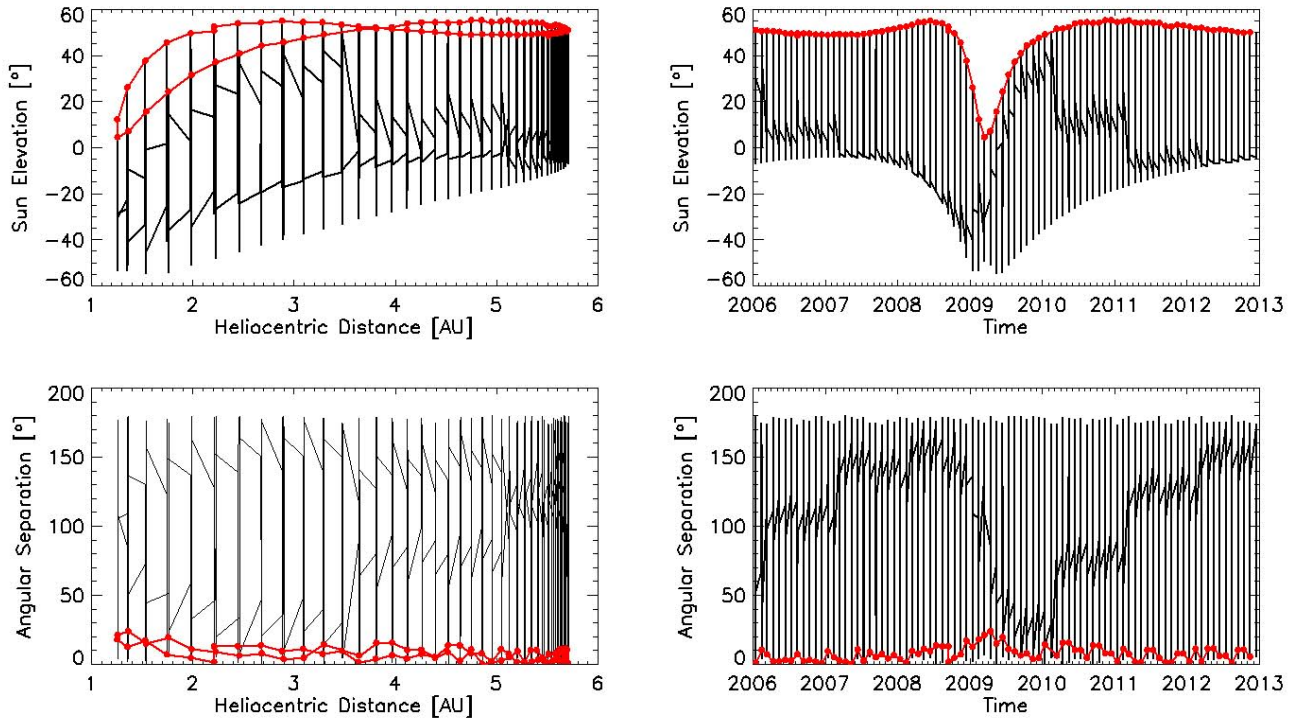 60
40
20
0
−20
−40
−60
Sun Elevation [°]
1 2 3 4 5 6
Heliocentric Distance [AU]
60
40
20
0
−20
−40
−60
Sun Elevation [°]
2006 2007 2008 2009 2010 2011 2012 2013
Time
200
150
100
50
0
Angular Separation [°]
1 2 3 4 5 6
Heliocentric Distance [AU]
200
150
100
50
0
Angular Separation [°]
2006 2007 2008 2009 2010 2011 2012 2013
Time